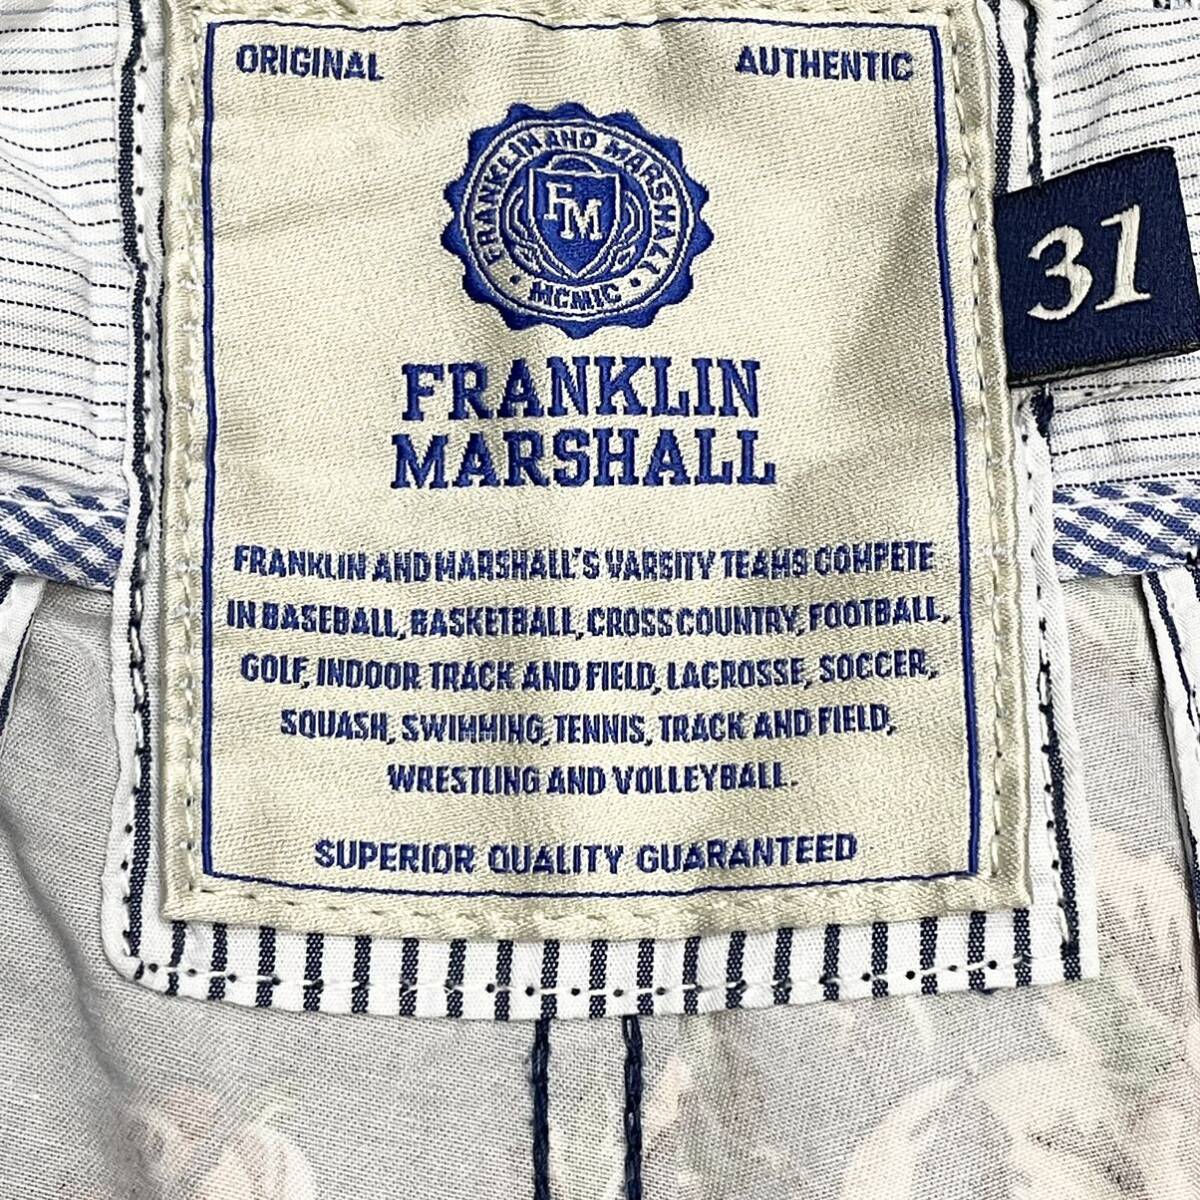 ORIGINAL AUTHENTIC
FRANKLIN AND MARSHALL
FM
· MCMIC ·
31
FRANKLIN
MARSHALL
FRANKLIN AND MARSHALL'S VARSITY TEAMS COMPETE
IN BASEBALL, BASKETBALL, CROSS COUNTRY, FOOTBALL,
GOLF, INDOOR TRACK AND FIELD, LACROSSE, SOCCER,
SQUASH, SWIMMING, TENNIS, TRACK AND FIELD,
WRESTLING AND VOLLEYBALL.
SUPERIOR QUALITY GUARANTEED